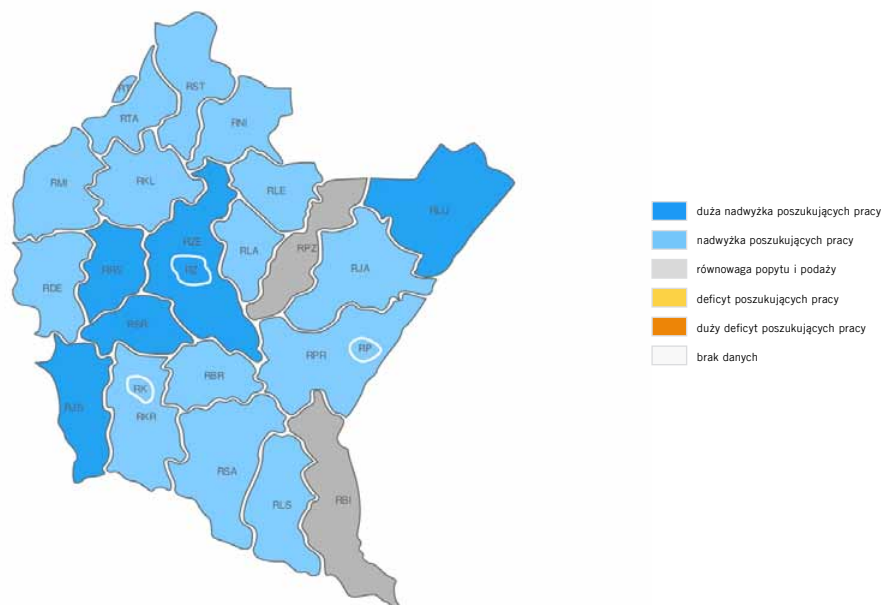 RST
RT
RTA
RNI
RMI
RKL
RLE
RLU
RZE
RLA
RPZ
RZ
RJA
RDE
RRW
RSR
RPR
RP
RBR
RK
RJS
RKR
RSA
RLS
RBI
duża nadwyżka poszukujących pracy
nadwyżka poszukujących pracy
równowaga popytu i podaży
deficyt poszukujących pracy
duży deficyt poszukujących pracy
brak danych